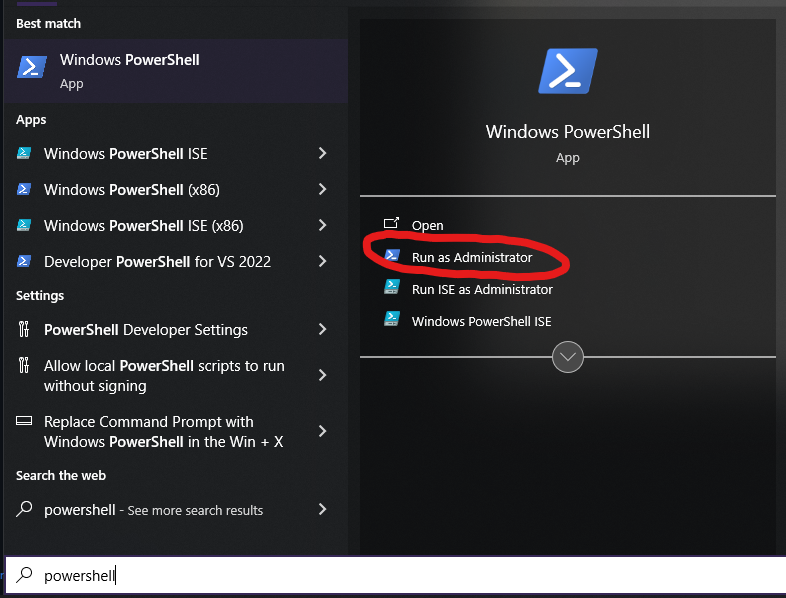 Best match
Windows PowerShell
App
Apps
Windows PowerShell ISE
Windows PowerShell (x86)
Windows PowerShell ISE (x86)
Developer PowerShell for VS 2022
Settings
PowerShell Developer Settings
Allow local PowerShell scripts to run
without signing
Replace Command Prompt with
Windows PowerShell in the Win + X
Search the web
powershell - See more search results
Windows PowerShell
App
Open
Run as Administrator
Run ISE as Administrator
Windows PowerShell ISE
powershell